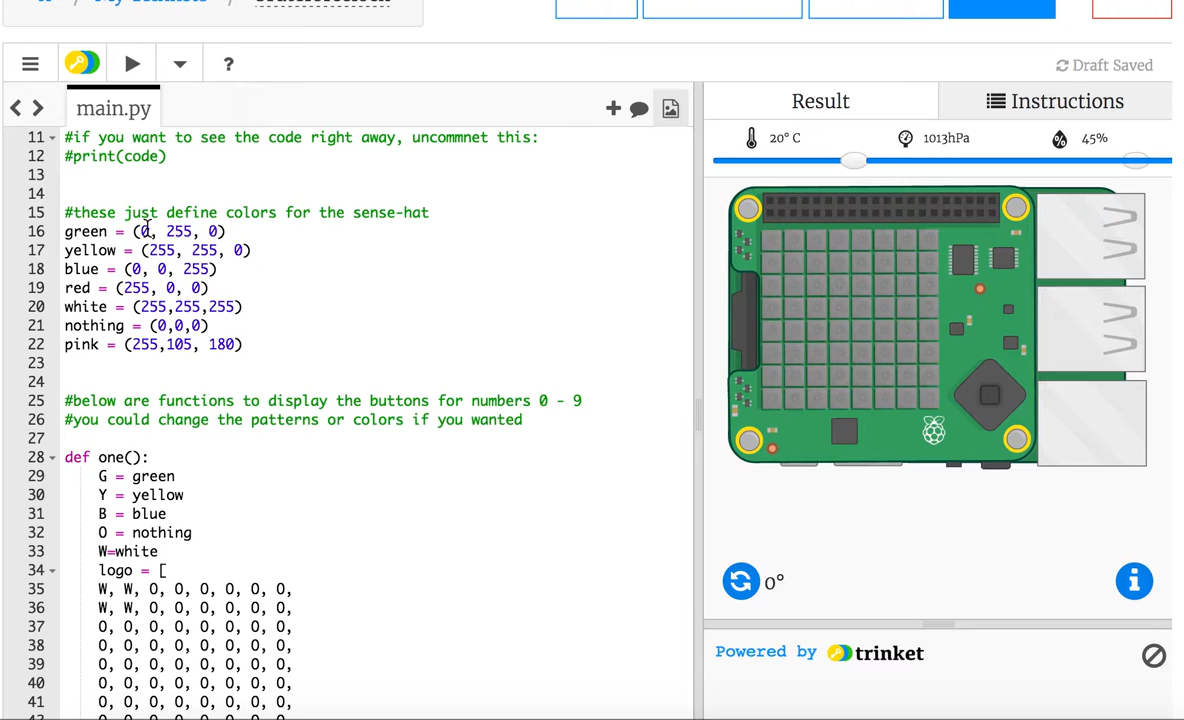 My Trinkets /
?
Draft Saved
main.py
Result
Instructions
20° C
1013hPa
45%
11 #if you want to see the code right away, uncommnet this:
12 #print(code)
13
14
15 #these just define colors for the sense-hat
16 green = (0, 255, 0)
17 yellow = (255, 255, 0)
18 blue = (0, 0, 255)
19 red = (255, 0, 0)
20 white = (255,255,255)
21 nothing = (0,0,0)
22 pink = (255,105, 180)
23
24
25 #below are functions to display the buttons for numbers 0 - 9
26 #you could change the patterns or colors if you wanted
27
28 def one():
29 G = green
30 Y = yellow
31 B = blue
32 O = nothing
33 W=white
34 logo = [
35 W, W, O, O, O, O, O, O,
36 W, W, O, O, O, O, O, O,
37 O, O, O, O, O, O, O, O,
38 O, O, O, O, O, O, O, O,
39 O, O, O, O, O, O, O, O,
40 O, O, O, O, O, O, O, O,
41 O, O, O, O, O, O, O, O,
0°
Powered by trinket